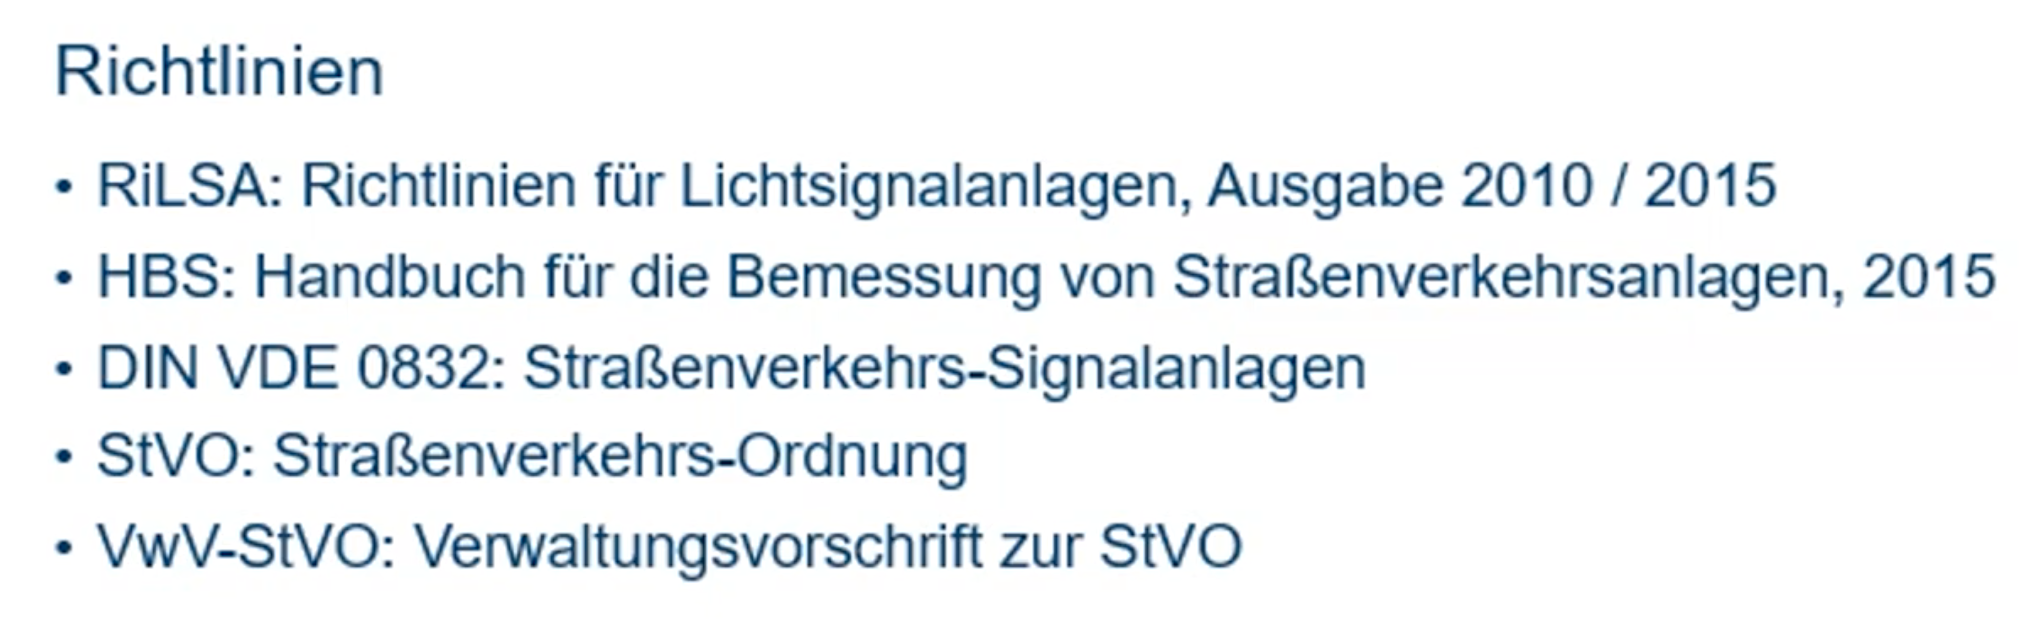 Richtlinien
• RiLSA: Richtlinien für Lichtsignalanlagen, Ausgabe 2010 / 2015
• HBS: Handbuch für die Bemessung von Straßenverkehrsanlagen, 2015
• DIN VDE 0832: Straßenverkehrs-Signalanlagen
• StVO: Straßenverkehrs-Ordnung
• VwV-StVO: Verwaltungsvorschrift zur StVO